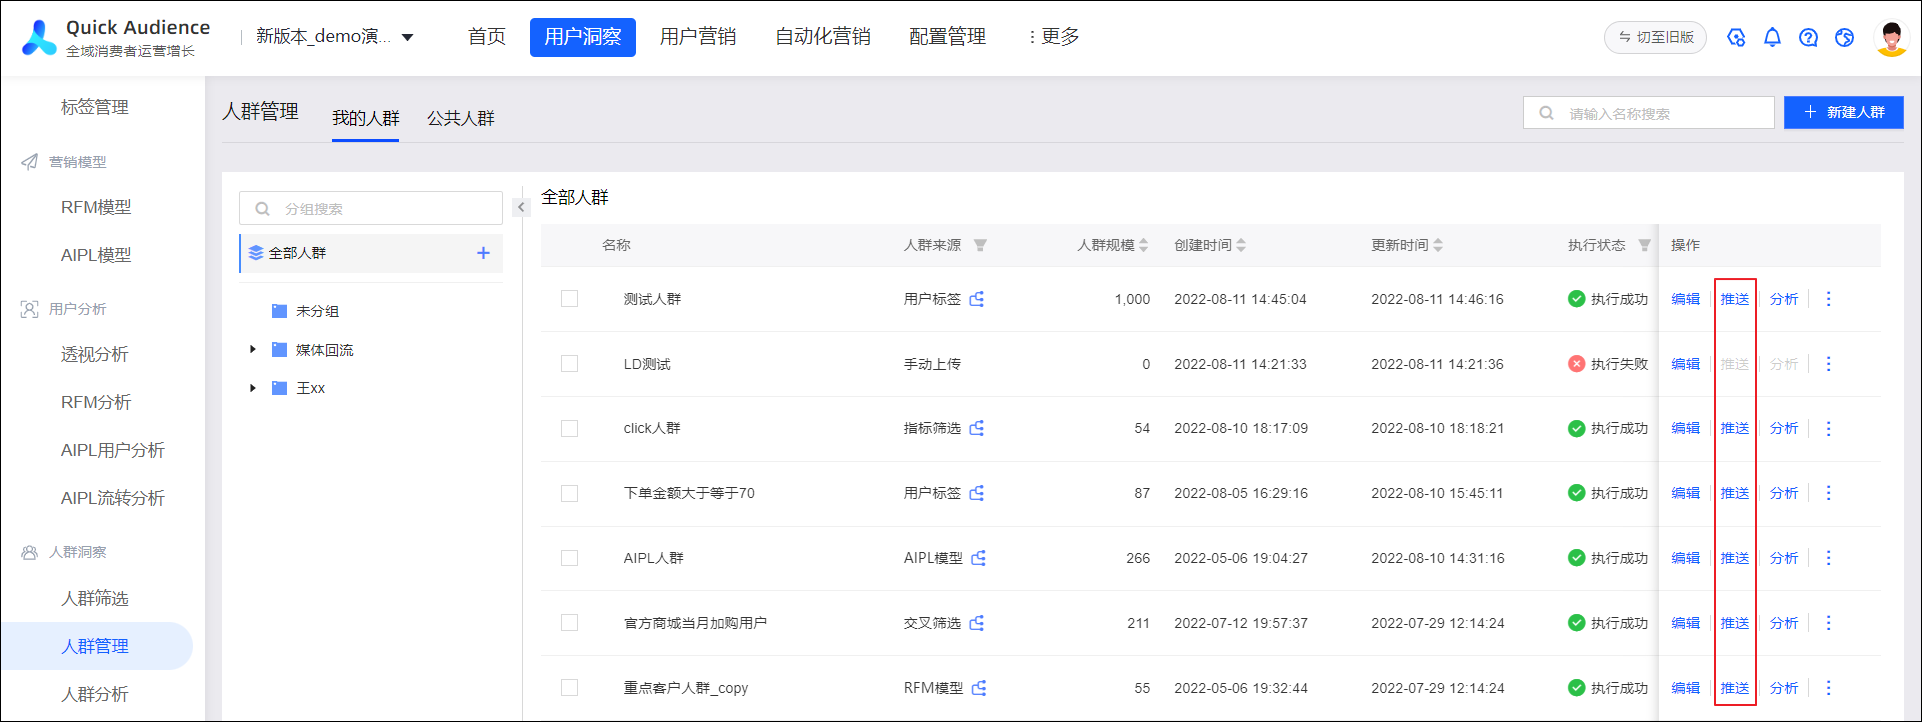 Quick Audience
全域消费者运营增长
新版本_demo演...
首页
用户洞察
用户营销
自动化营销
配置管理
更多
切至旧版
标签管理
营销模型
RFM模型
AIPL模型
用户分析
透视分析
RFM分析
AIPL用户分析
AIPL流转分析
人群洞察
人群筛选
人群管理
人群分析
人群管理
我的人群
公共人群
请输入名称搜索
+ 新建人群
分组搜索
全部人群 +
未分组
媒体回流
王xx
全部人群
名称 人群来源 人群规模 创建时间 更新时间 执行状态 操作
测试人群 用户标签 1,000 2022-08-11 14:45:04 2022-08-11 14:46:16 执行成功 编辑 推送 分析
LD测试 手动上传 0 2022-08-11 14:21:33 2022-08-11 14:21:36 执行失败 编辑 推送 分析
click人群 指标筛选 54 2022-08-10 18:17:09 2022-08-10 18:18:21 执行成功 编辑 推送 分析
下单金额大于等于70 用户标签 87 2022-08-05 16:29:16 2022-08-10 15:45:11 执行成功 编辑 推送 分析
AIPL人群 AIPL模型 266 2022-05-06 19:04:27 2022-08-10 14:31:16 执行成功 编辑 推送 分析
官方商城当月加购用户 交叉筛选 211 2022-07-12 19:57:37 2022-07-29 12:14:24 执行成功 编辑 推送 分析
重点客户人群_copy RFM模型 55 2022-05-06 19:32:44 2022-07-29 12:14:24 执行成功 编辑 推送 分析